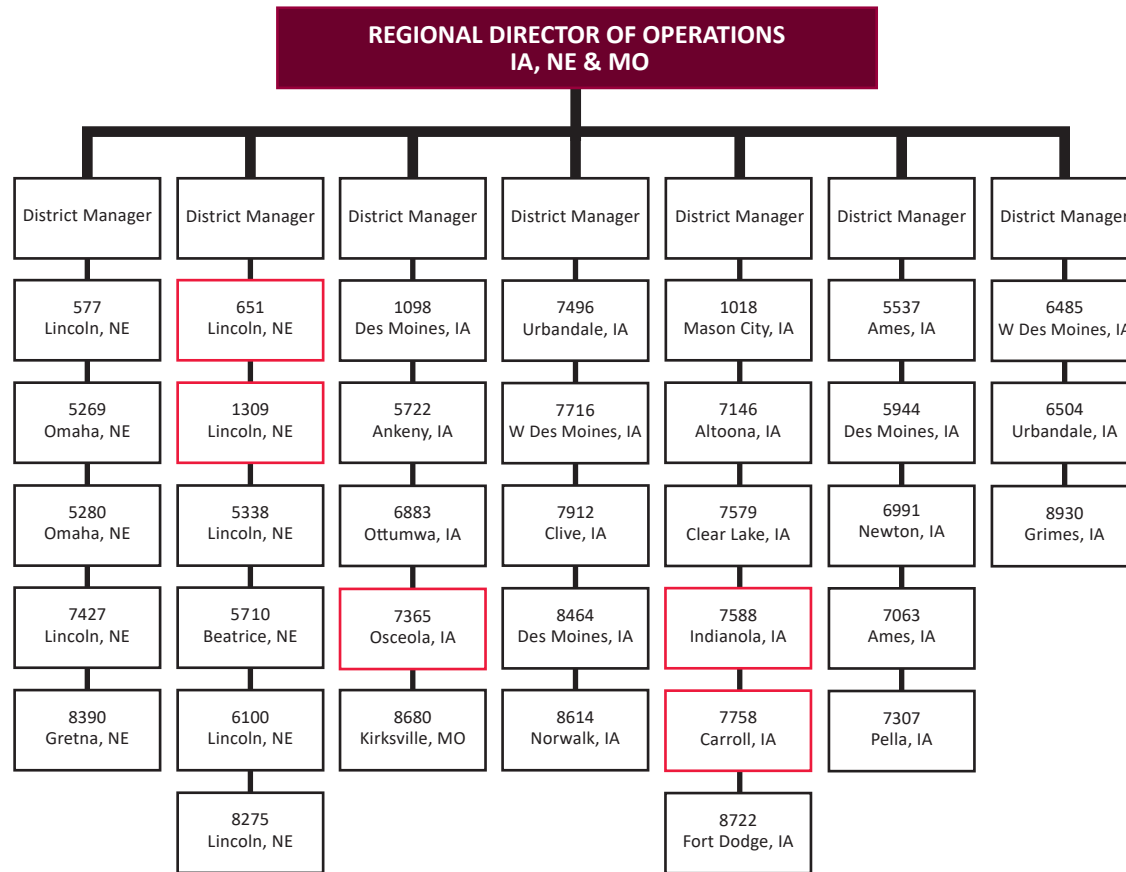 REGIONAL DIRECTOR OF OPERATIONS
IA, NE & MO
District Manager
577
Lincoln, NE
5269
Omaha, NE
5280
Omaha, NE
7427
Lincoln, NE
8390
Gretna, NE
District Manager
651
Lincoln, NE
1309
Lincoln, NE
5338
Lincoln, NE
5710
Beatrice, NE
6100
Lincoln, NE
8275
Lincoln, NE
District Manager
1098
Des Moines, IA
5722
Ankeny, IA
6883
Ottumwa, IA
7365
Osceola, IA
8680
Kirksville, MO
District Manager
7496
Urbandale, IA
7716
W Des Moines, IA
7912
Clive, IA
8464
Des Moines, IA
8614
Norwalk, IA
District Manager
1018
Mason City, IA
7146
Altoona, IA
7579
Clear Lake, IA
7588
Indianola, IA
7758
Carroll, IA
8722
Fort Dodge, IA
District Manager
5537
Ames, IA
5944
Des Moines, IA
6991
Newton, IA
7063
Ames, IA
7307
Pella, IA
District Manager
6485
W Des Moines, IA
6504
Urbandale, IA
8930
Grimes, IA